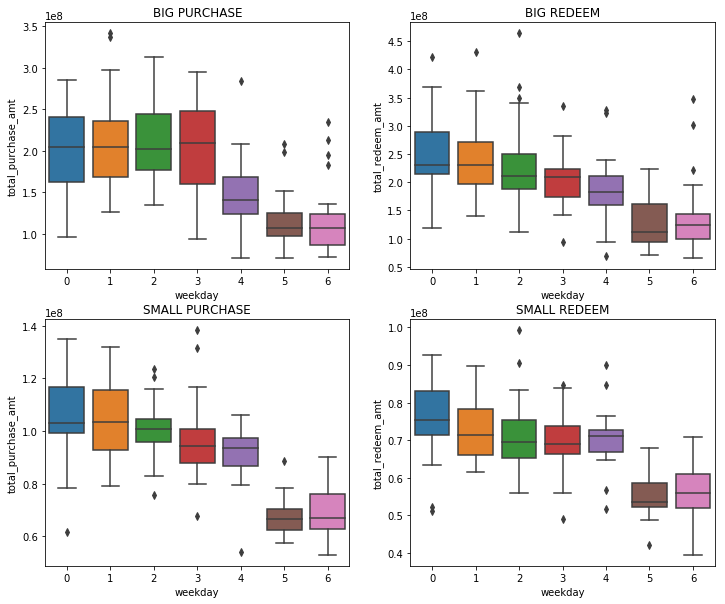 BIG PURCHASE
1e8
3.5
3.0
2.5
2.0
1.5
1.0
total_purchase_amt
0 1 2 3 4 5 6
weekday
BIG REDEEM
1e8
4.5
4.0
3.5
3.0
2.5
2.0
1.5
1.0
0.5
total_redeem_amt
0 1 2 3 4 5 6
weekday
SMALL PURCHASE
1e8
1.4
1.2
1.0
0.8
0.6
total_purchase_amt
0 1 2 3 4 5 6
weekday
SMALL REDEEM
1e8
1.0
0.9
0.8
0.7
0.6
0.5
0.4
total_redeem_amt
0 1 2 3 4 5 6
weekday